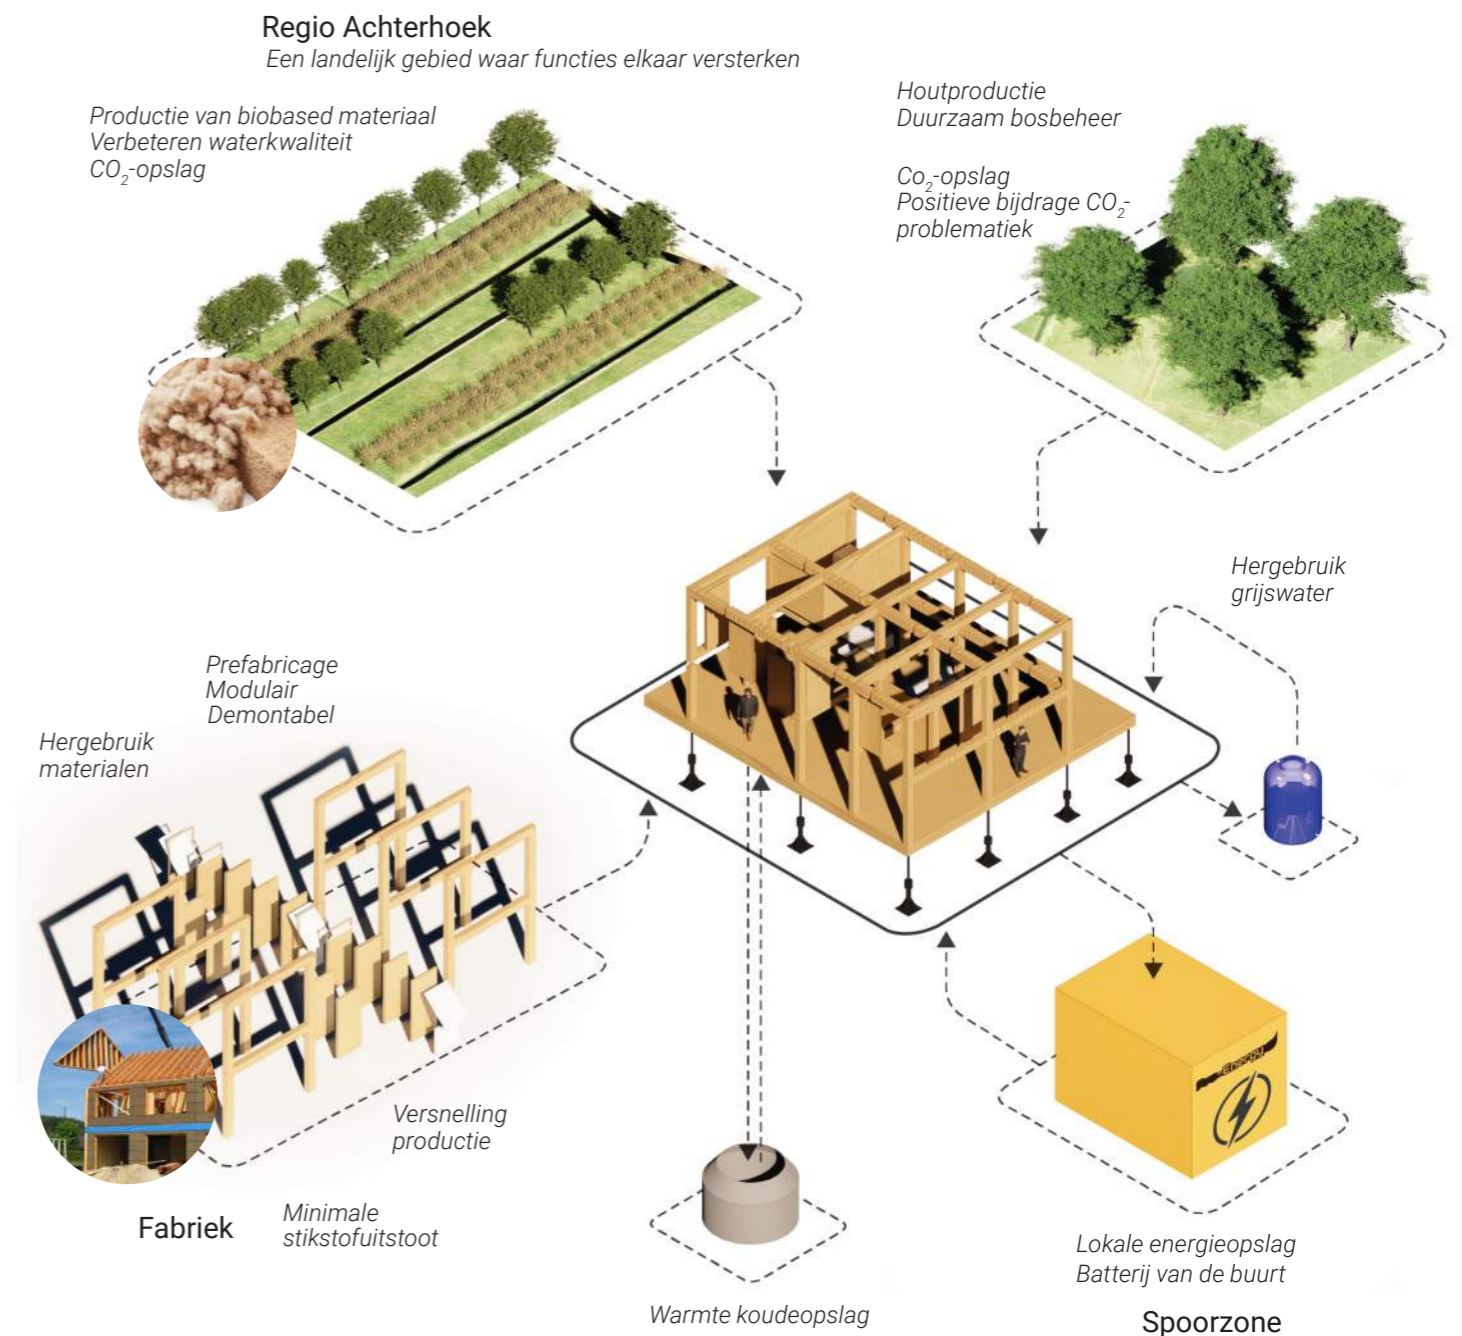 Regio Achterhoek
Een landelijk gebied waar functies elkaar versterken
Productie van biobased materiaal
Verbeteren waterkwaliteit
CO₂-opslag
Houtproductie
Duurzaam bosbeheer
Co₂-opslag
Positieve bijdrage CO₂-
problematiek
Hergebruik
grijswater
Prefabricage
Modulair
Demontabel
Hergebruik
materialen
Versnelling
productie
Fabriek
Minimale
stikstofuitstoot
Energy
Lokale energieopslag
Batterij van de buurt
Warmte koudeopslag
Spoorzone